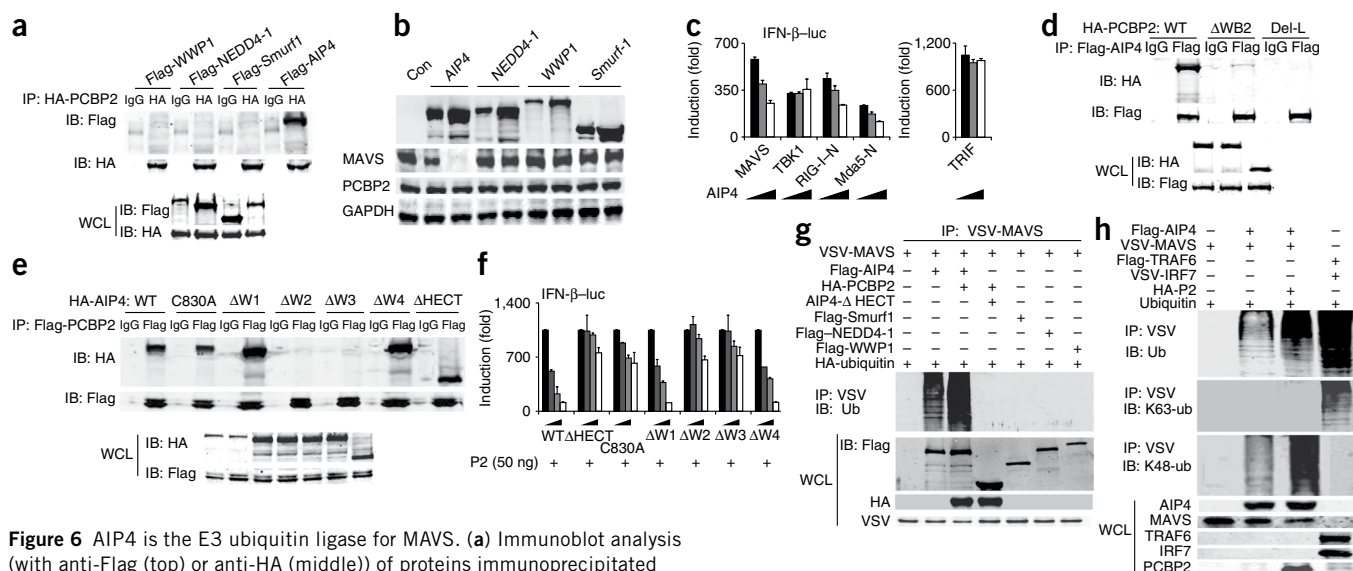 a
Flag-WWP1
Flag-NEDD4-1
Flag-Smurf1
Flag-AIP4
IP: HA-PCBP2 IgG HA IgG HA IgG HA IgG HA
IB: Flag
IB: HA
WCL
IB: Flag
IB: HA
b
Con AIP4 NEDD4-1 WWP1 Smurf-1
MAVS
PCBP2
GAPDH
c
IFN-β–luc
Induction (fold)
700
350
0
MAVS TBK1 RIG-I–N Mda5-N
AIP4
Induction (fold)
1,200
900
600
300
0
TRIF
d
HA-PCBP2: WT ΔWB2 Del-L
IP: Flag-AIP4 IgG Flag IgG Flag IgG Flag
IB: HA
IB: Flag
WCL
IB: HA
IB: Flag
e
HA-AIP4: WT C830A ΔW1 ΔW2 ΔW3 ΔW4 ΔHECT
IP: Flag-PCBP2 IgG Flag IgG Flag IgG Flag IgG Flag IgG Flag IgG Flag IgG Flag
IB: HA
IB: Flag
WCL
IB: HA
IB: Flag
f
IFN-β–luc
Induction (fold)
1,400
700
0
WT ΔHECT C830A ΔW1 ΔW2 ΔW3 ΔW4
P2 (50 ng) + + + + + + +
g
IP: VSV-MAVS
VSV-MAVS + + + + + + +
Flag-AIP4 – + + – – – –
HA-PCBP2 – – + + – – –
AIP4-Δ HECT – – – + – – –
Flag-Smurf1 – – – – + – –
Flag–NEDD4-1 – – – – – + –
Flag-WWP1 – – – – – – +
HA-ubiquitin + + + + + + +
IP: VSV
IB: Ub
WCL
IB: Flag
HA
VSV
h
Flag-AIP4 – + + –
VSV-MAVS + + + –
Flag-TRAF6 – – – +
VSV-IRF7 – – – +
HA-P2 – – + –
Ubiquitin + + + +
IP: VSV
IB: Ub
IP: VSV
IB: K63-ub
IP: VSV
IB: K48-ub
WCL
AIP4
MAVS
TRAF6
IRF7
PCBP2
Figure 6 AIP4 is the E3 ubiquitin ligase for MAVS. (a) Immunoblot analysis
(with anti-Flag (top) or anti-HA (middle)) of proteins immunoprecipitated